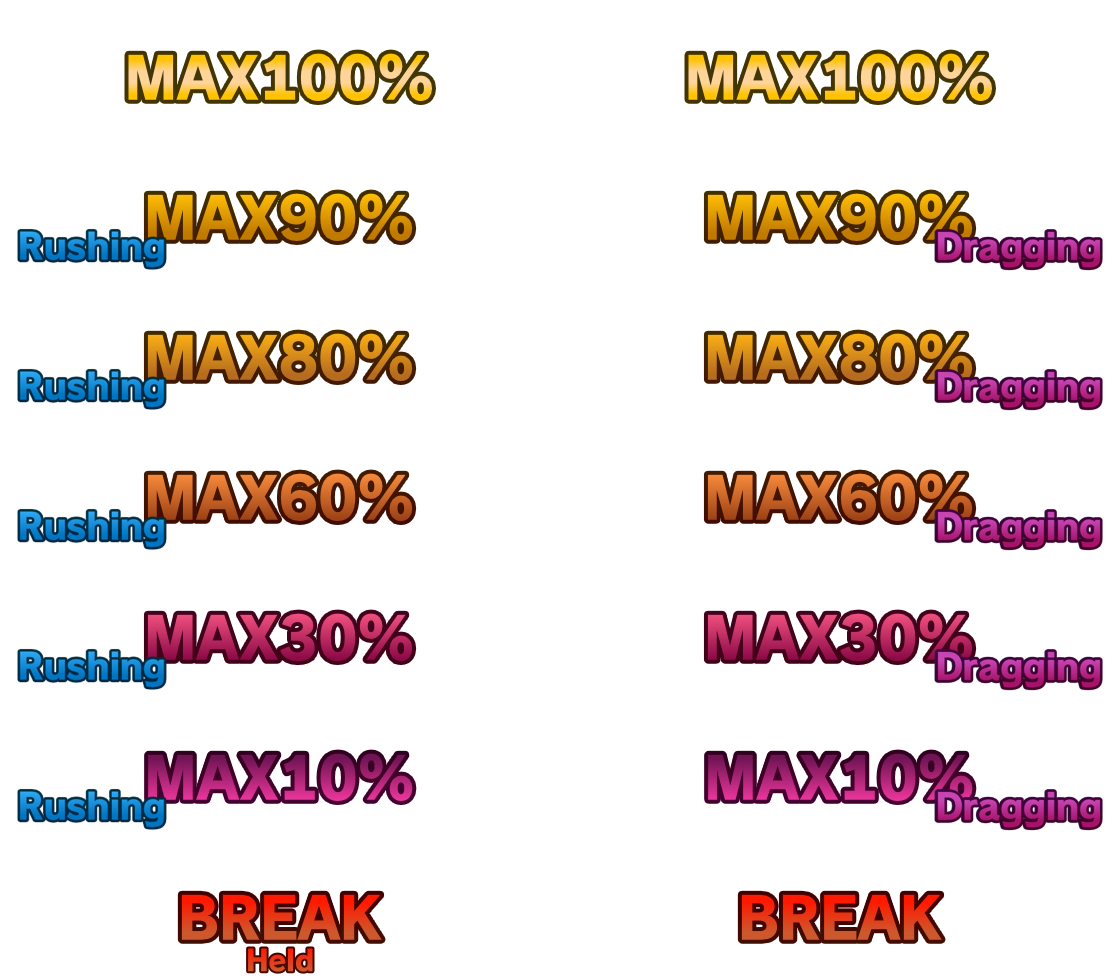 MAX100% MAX100%
MAX90% MAX90%
Rushing Dragging
MAX80% MAX80%
Rushing Dragging
MAX60% MAX60%
Rushing Dragging
MAX30% MAX30%
Rushing Dragging
MAX10% MAX10%
Rushing Dragging
BREAK BREAK
Held